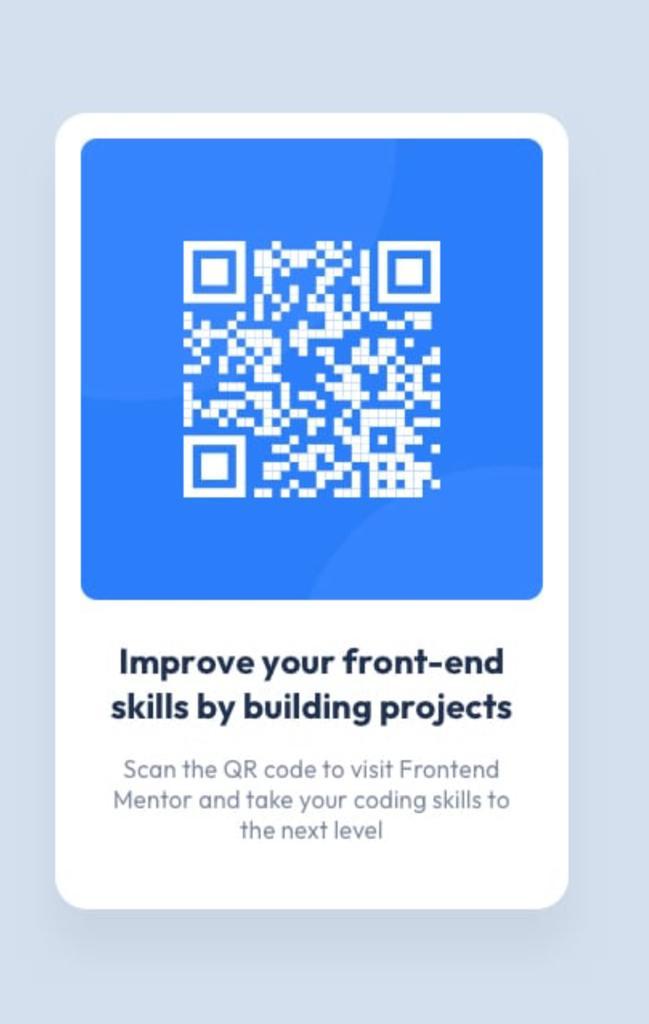 Improve your front-end
skills by building projects
Scan the QR code to visit Frontend
Mentor and take your coding skills to
the next level